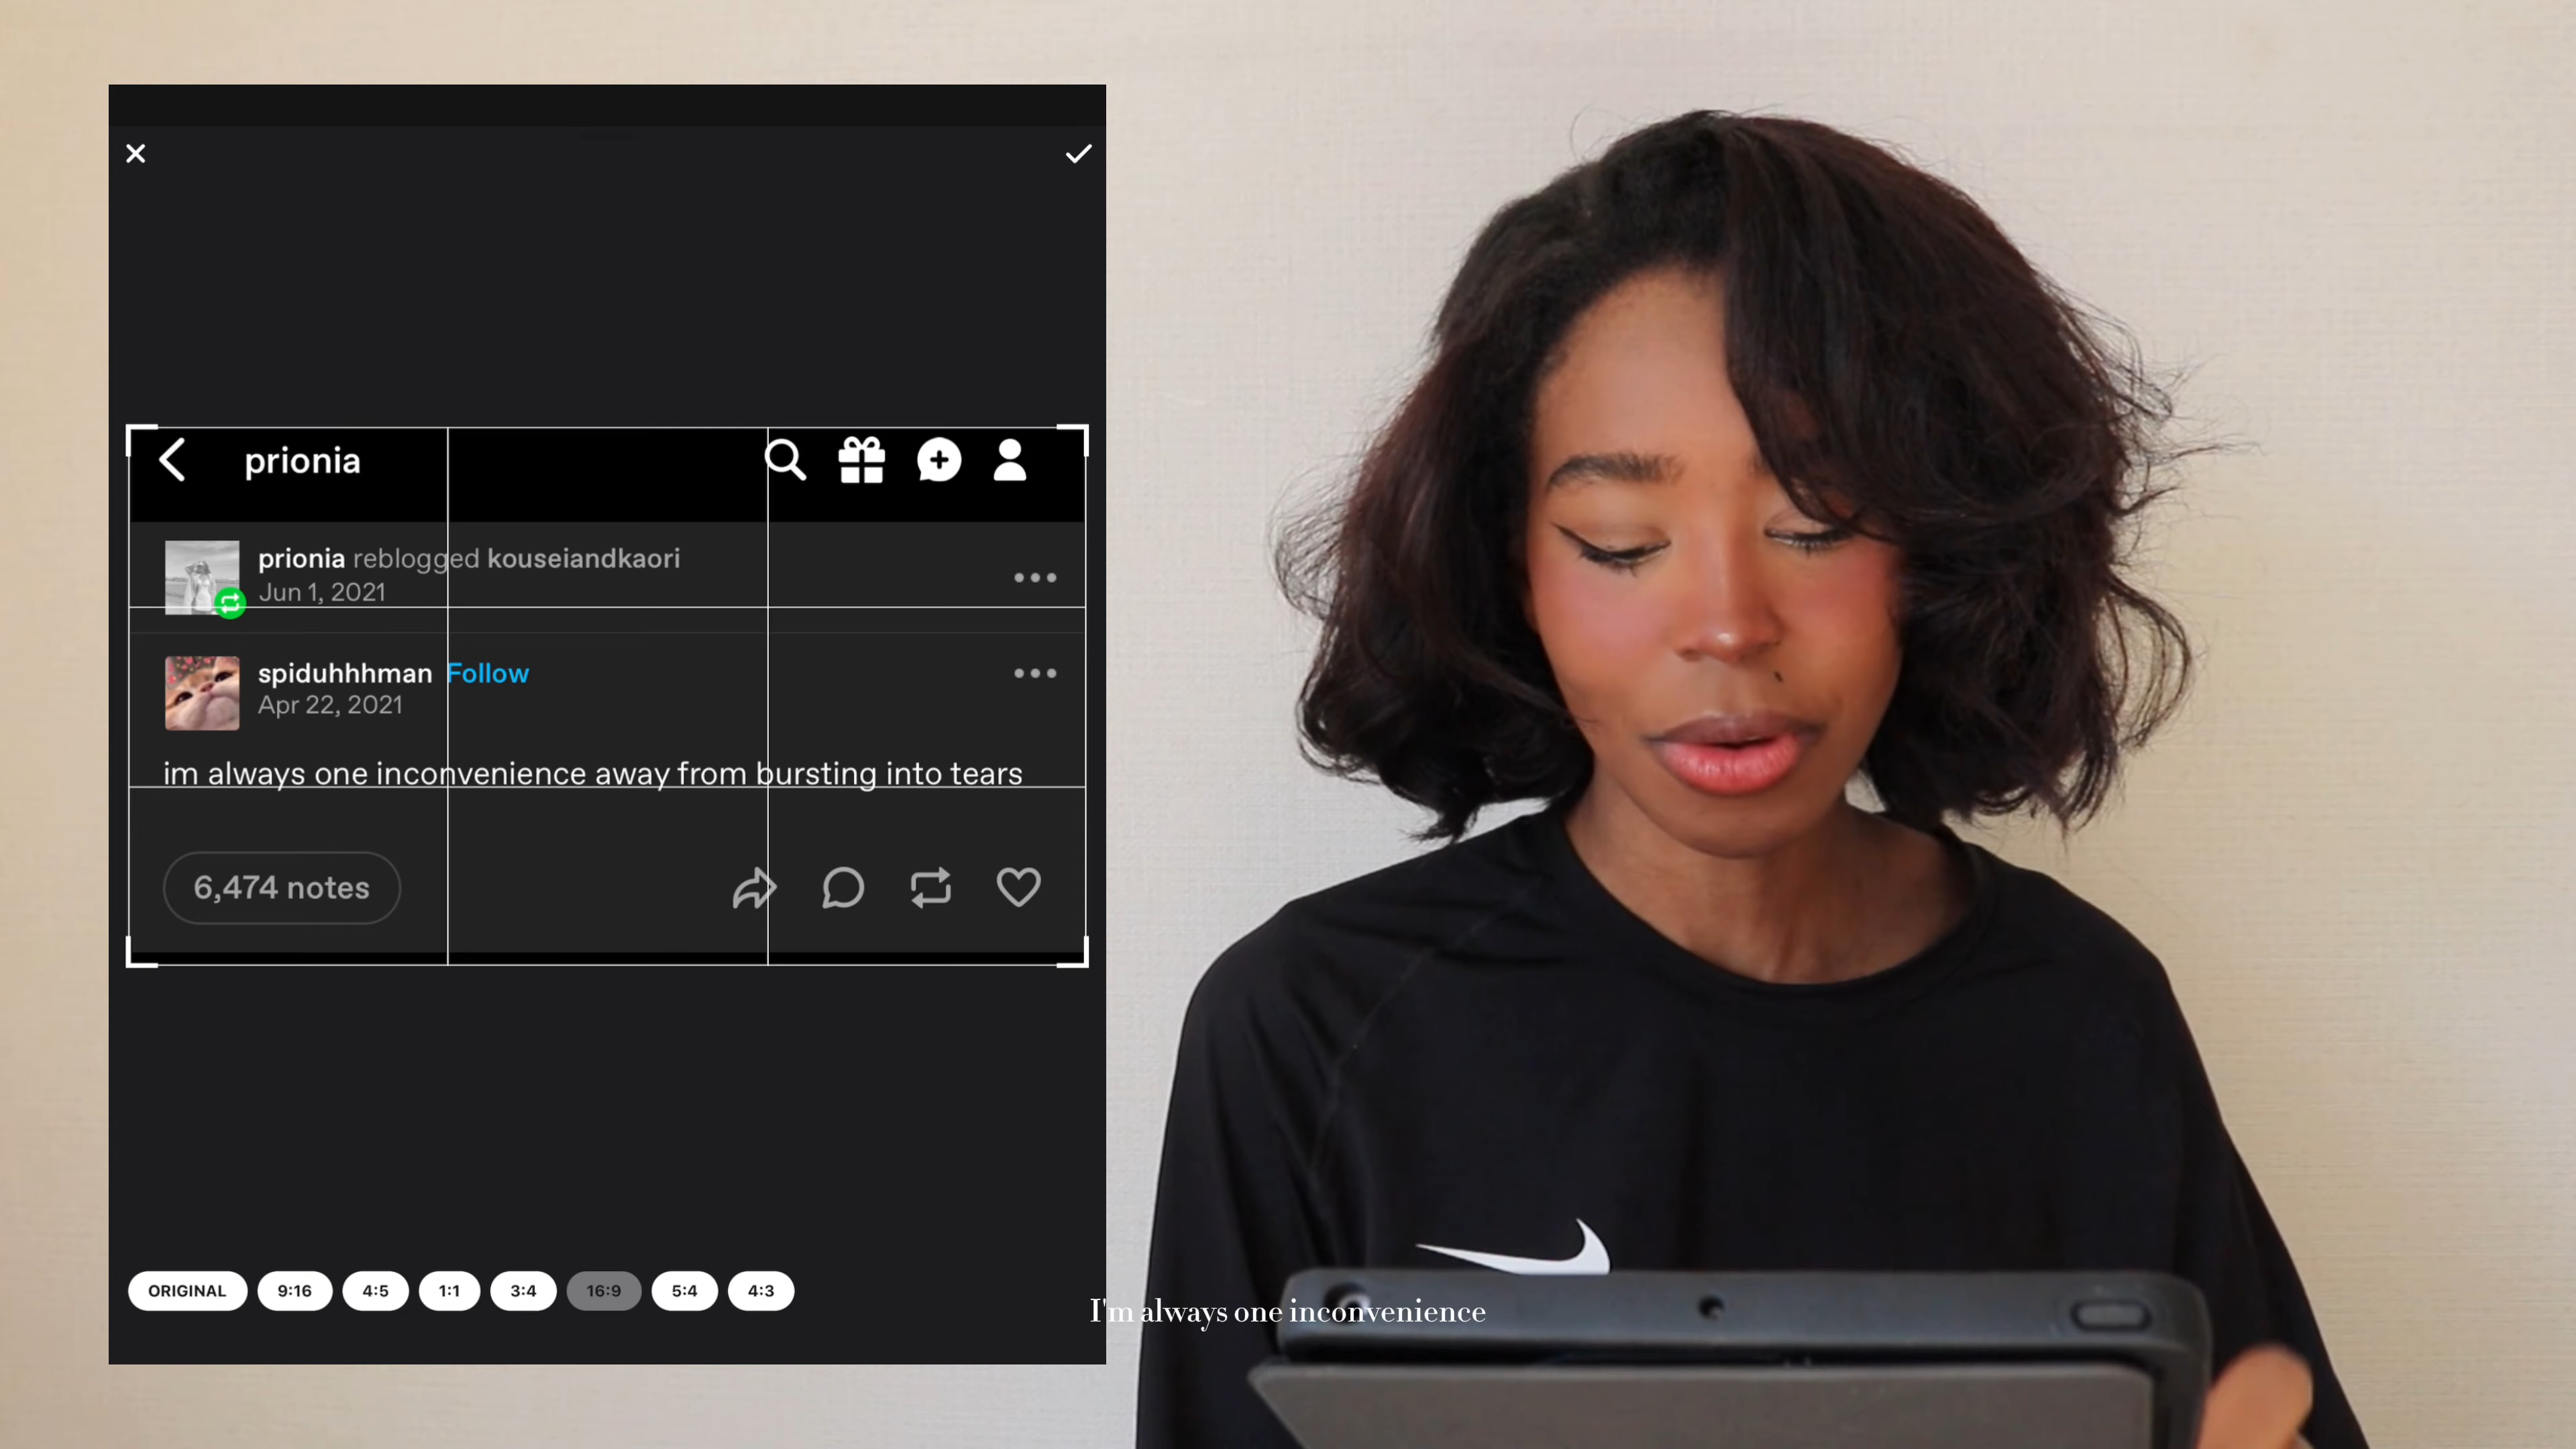 prionia
prionia reblogged kouseiandkaori
Jun 1, 2021
spiduhhhman Follow
Apr 22, 2021
im always one inconvenience away from bursting into tears
6,474 notes
ORIGINAL 9:16 4:5 1:1 3:4 16:9 5:4 4:3
I'm always one inconvenience